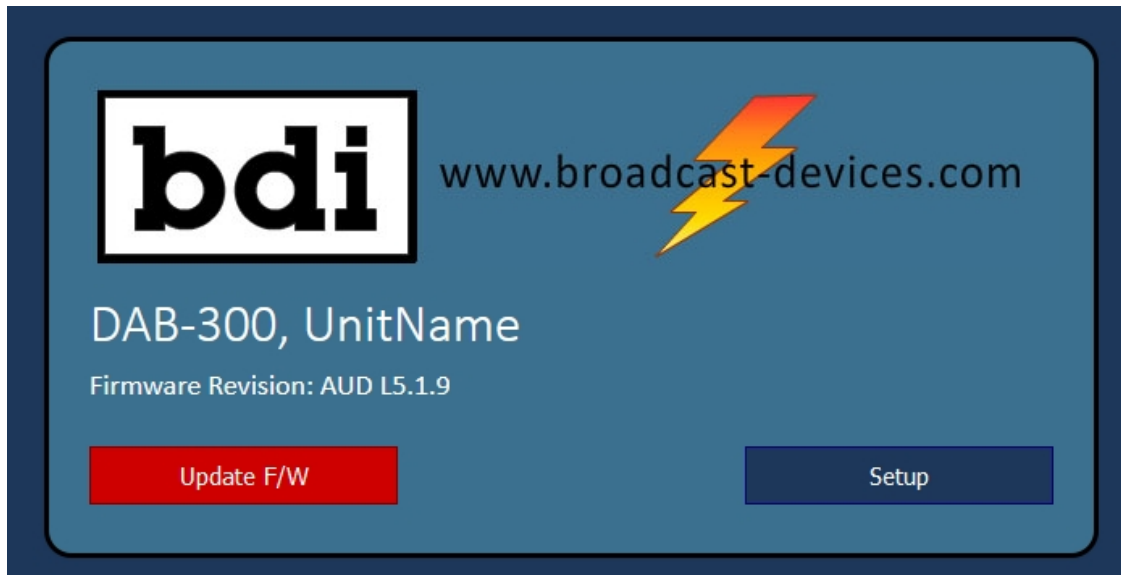 bdi
www.broadcast-devices.com
DAB-300, UnitName
Firmware Revision: AUD L5.1.9
Update F/W
Setup